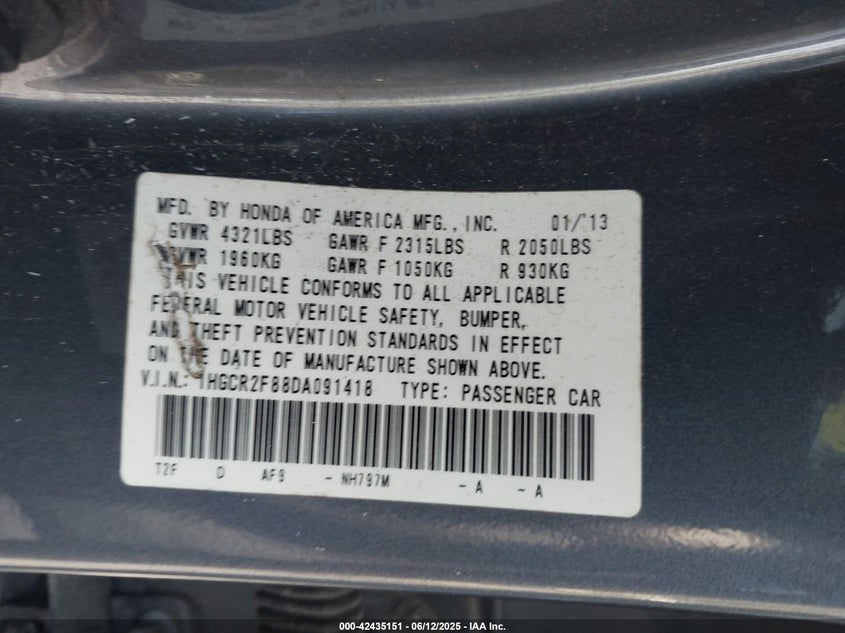 MFD. BY HONDA OF AMERICA MFG., INC. 01/13
GVWR 4321LBS GAWR F 2315LBS R 2050LBS
GVWR 1960KG GAWR F 1050KG R 930KG
THIS VEHICLE CONFORMS TO ALL APPLICABLE
FEDERAL MOTOR VEHICLE SAFETY, BUMPER,
AND THEFT PREVENTION STANDARDS IN EFFECT
ON THE DATE OF MANUFACTURE SHOWN ABOVE.
V.I.N.: 1HGCR2F88DA091418 TYPE: PASSENGER CAR
T2F D AF9 - NH797M - A - A
000-42435151 - 06/12/2025 - IAA Inc.